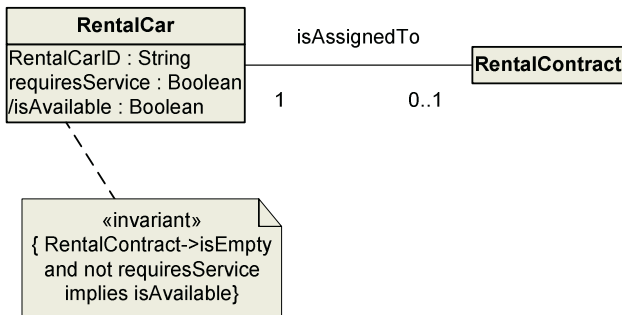 RentalCar
RentalCarID : String
requiresService : Boolean
/isAvailable : Boolean
isAssignedTo
1
0..1
RentalContract
«invariant»
{ RentalContract->isEmpty
and not requiresService
implies isAvailable}